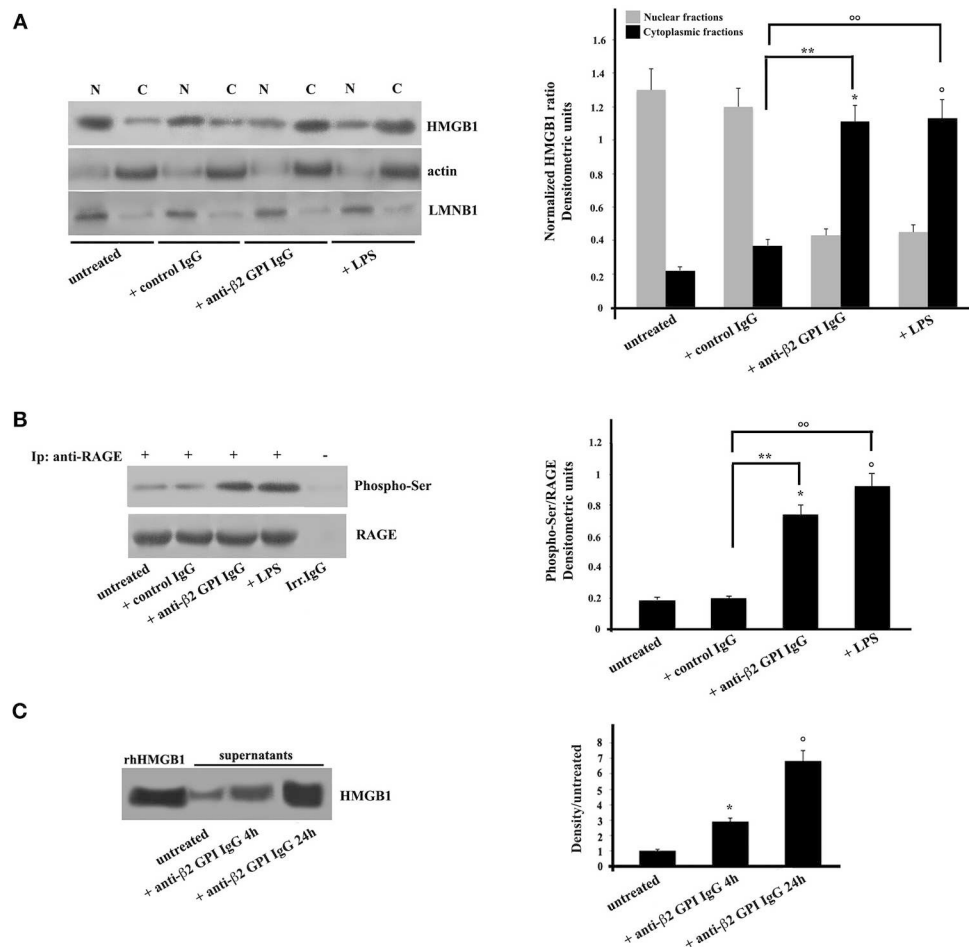 A
N C N C N C N C
HMGB1
actin
LMNB1
untreated
+ control IgG
+ anti-β2 GPI IgG
+ LPS
Nuclear fractions
Cytoplasmic fractions
Normalized HMGB1 ratio
Densitometric units
1.6
1.4
1.2
1
0.8
0.6
0.4
0.2
0
°°
**
*
°
untreated
+ control IgG
+ anti-β2 GPI IgG
+ LPS
B
Ip: anti-RAGE + + + + -
Phospho-Ser
RAGE
untreated
+ control IgG
+ anti-β2 GPI IgG
+ LPS
Irr.IgG
Phospho-Ser/RAGE
Densitometric units
1.2
1
0.8
0.6
0.4
0.2
0
°°
**
*
°
untreated
+ control IgG
+ anti-β2 GPI IgG
+ LPS
C
rhHMGB1 supernatants
HMGB1
untreated
+ anti-β2 GPI IgG 4h
+ anti-β2 GPI IgG 24h
Density/untreated
8
7
6
5
4
3
2
1
0
*
°
untreated
+ anti-β2 GPI IgG 4h
+ anti-β2 GPI IgG 24h